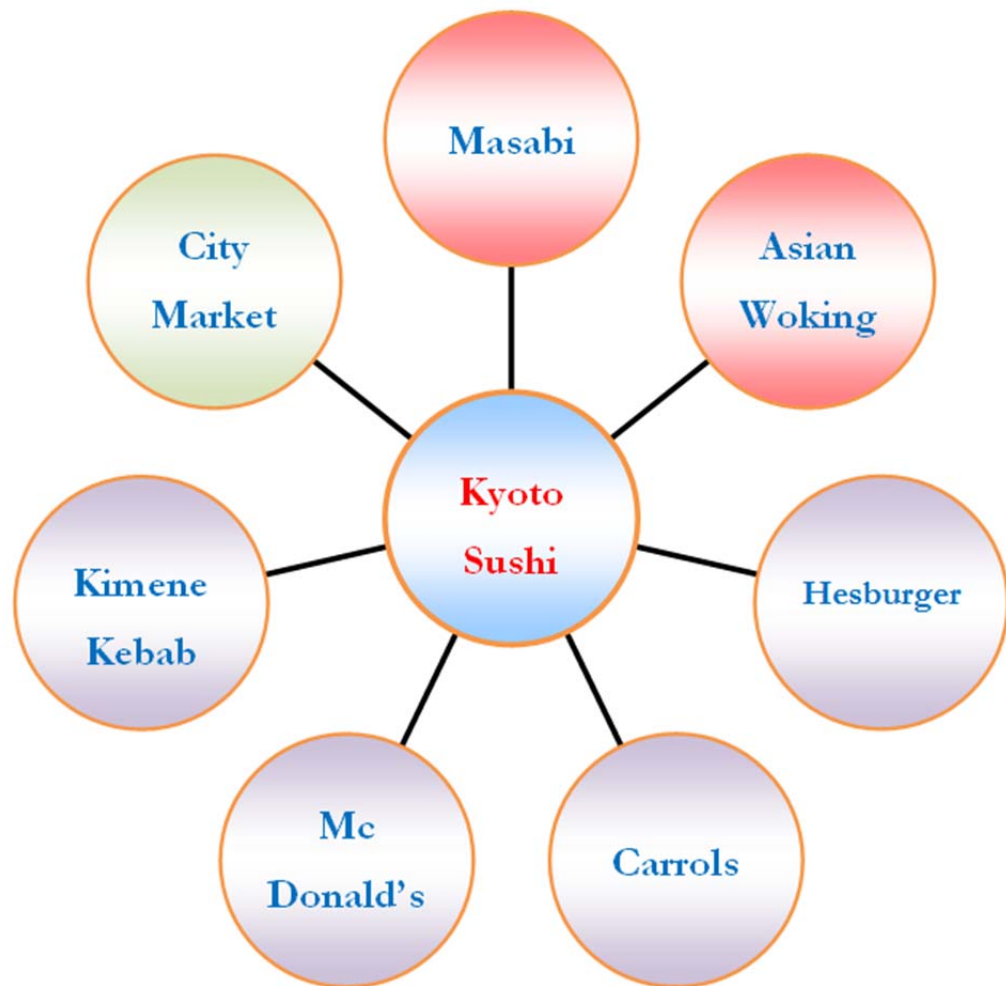 Masabi
City
Market
Asian
Woking
Kyoto
Sushi
Kimene
Kebab
Hesburger
Mc
Donald’s
Carrols